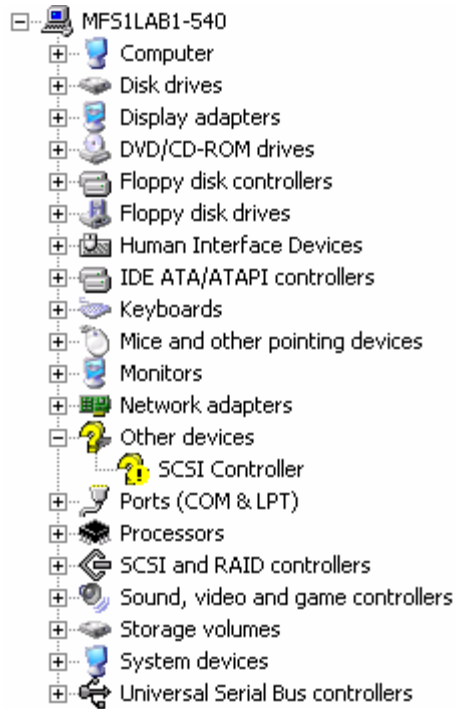 MFS1LAB1-540
Computer
Disk drives
Display adapters
DVD/CD-ROM drives
Floppy disk controllers
Floppy disk drives
Human Interface Devices
IDE ATA/ATAPI controllers
Keyboards
Mice and other pointing devices
Monitors
Network adapters
Other devices
SCSI Controller
Ports (COM & LPT)
Processors
SCSI and RAID controllers
Sound, video and game controllers
Storage volumes
System devices
Universal Serial Bus controllers